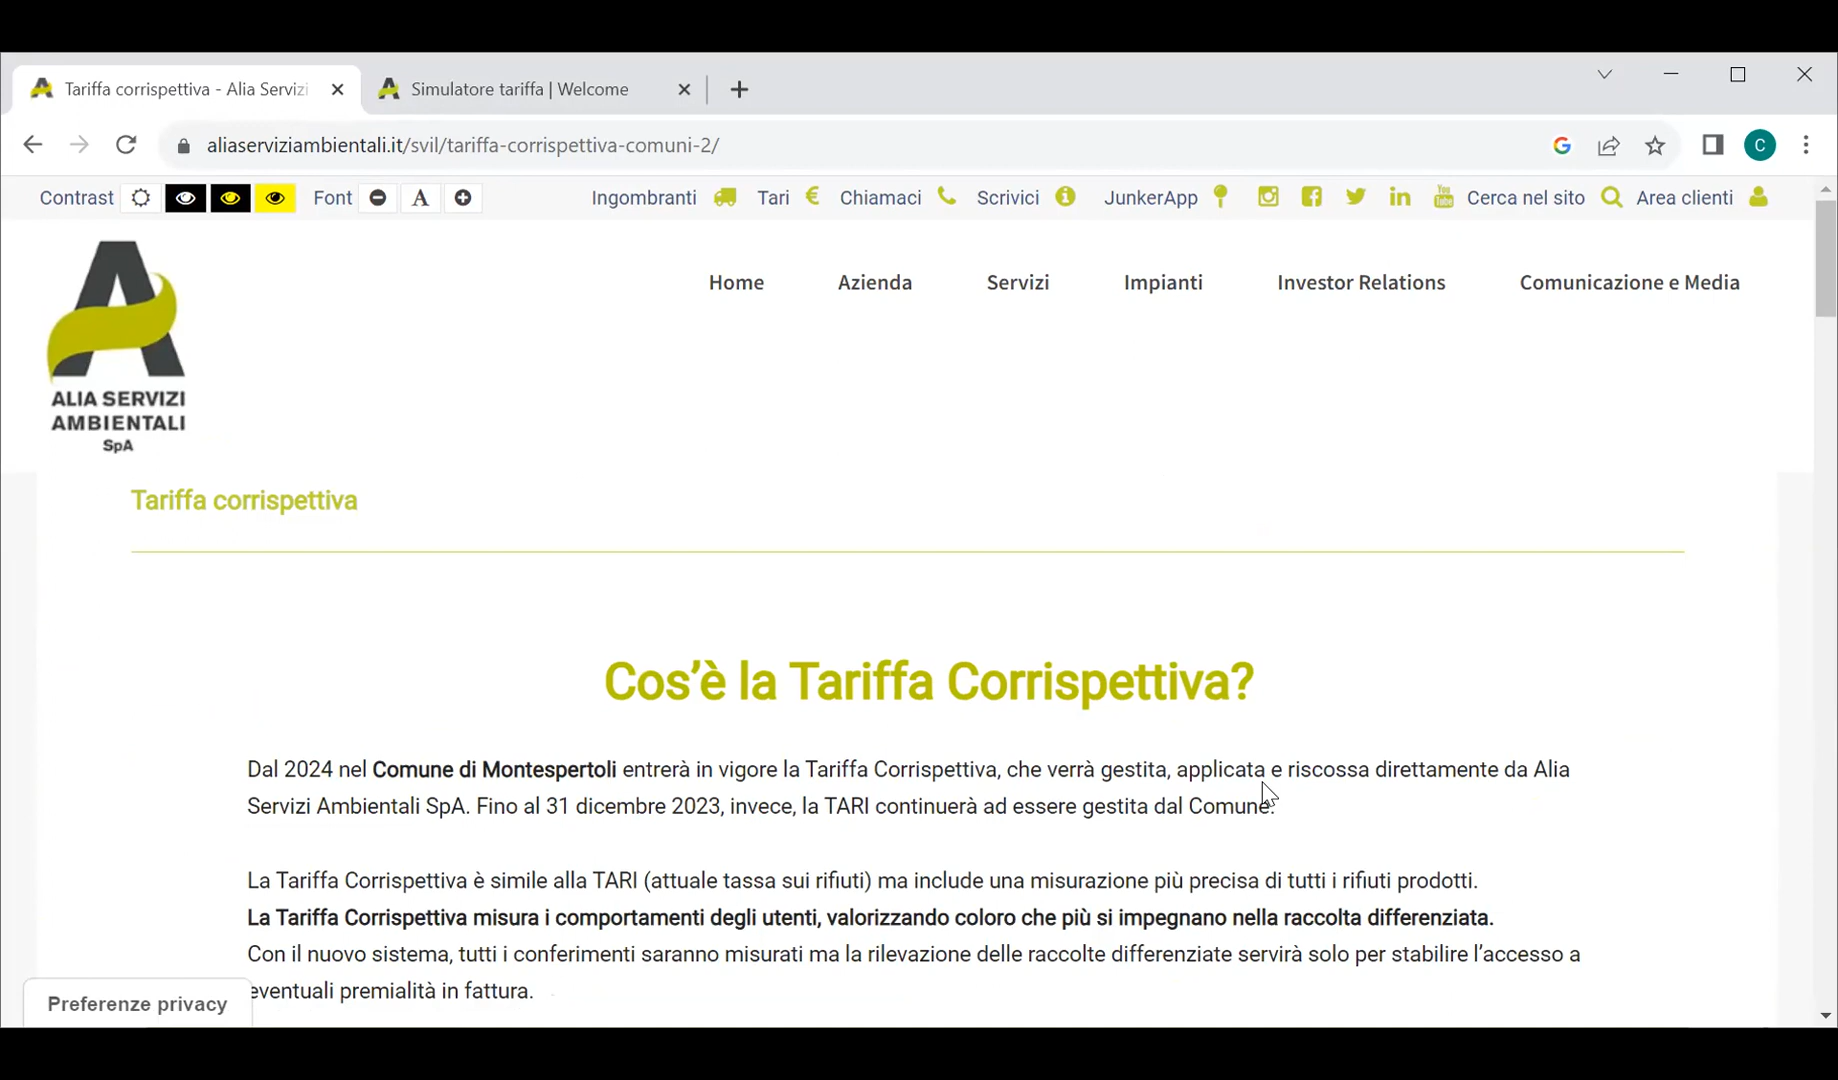 Tariffa corrispettiva - Alia Servizi
Simulatore tariffa | Welcome
aliaserviziambientali.it/svil/tariffa-corrispettiva-comuni-2/
C
Contrast Font A Ingombranti Tari € Chiamaci Scrivici JunkerApp You Tube Cerca nel sito Area clienti
Home Azienda Servizi Impianti Investor Relations Comunicazione e Media
ALIA SERVIZI
AMBIENTALI
SpA
Tariffa corrispettiva
Cos’è la Tariffa Corrispettiva?
Dal 2024 nel Comune di Montespertoli entrerà in vigore la Tariffa Corrispettiva, che verrà gestita, applicata e riscossa direttamente da Alia
Servizi Ambientali SpA. Fino al 31 dicembre 2023, invece, la TARI continuerà ad essere gestita dal Comune.
La Tariffa Corrispettiva è simile alla TARI (attuale tassa sui rifiuti) ma include una misurazione più precisa di tutti i rifiuti prodotti.
La Tariffa Corrispettiva misura i comportamenti degli utenti, valorizzando coloro che più si impegnano nella raccolta differenziata.
Con il nuovo sistema, tutti i conferimenti saranno misurati ma la rilevazione delle raccolte differenziate servirà solo per stabilire l’accesso a
eventuali premialità in fattura.
Preferenze privacy